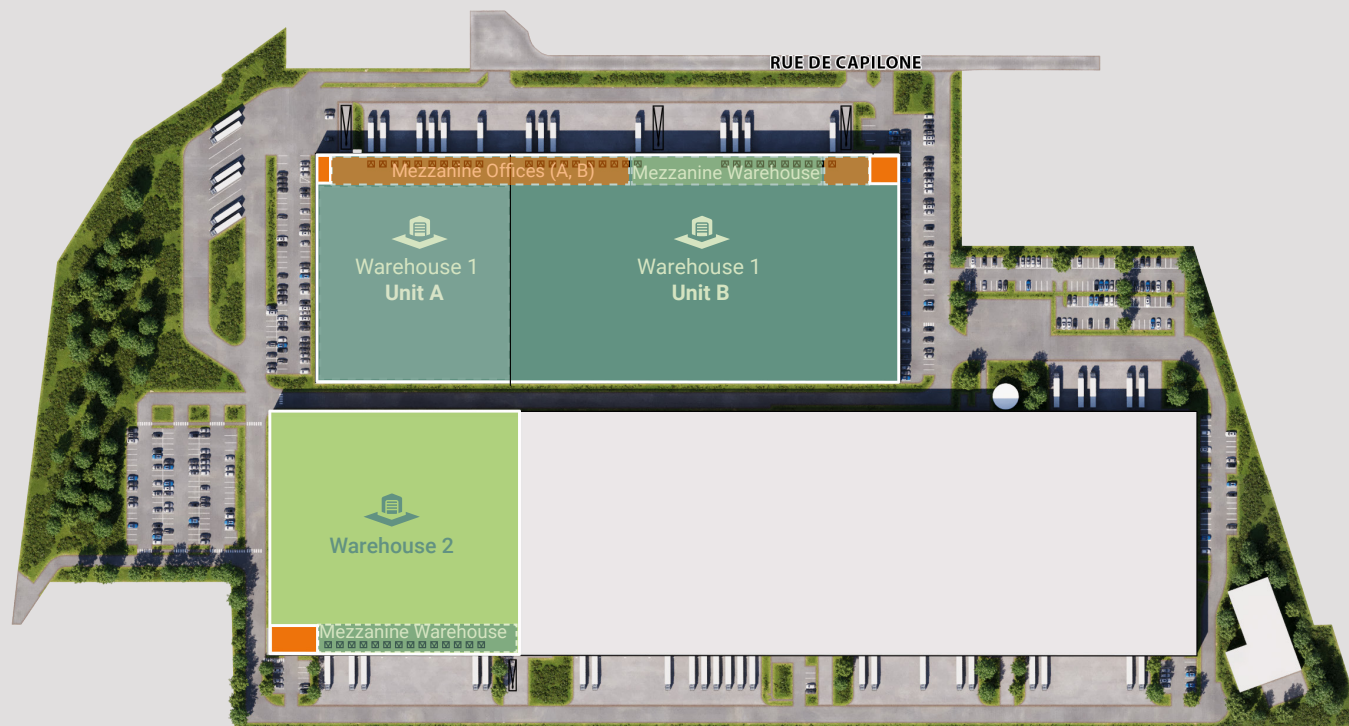 RUE DE CAPILONE
Mezzanine Offices (A, B)
Mezzanine Warehouse
Warehouse 1
Unit A
Warehouse 1
Unit B
Warehouse 2
Mezzanine Warehouse